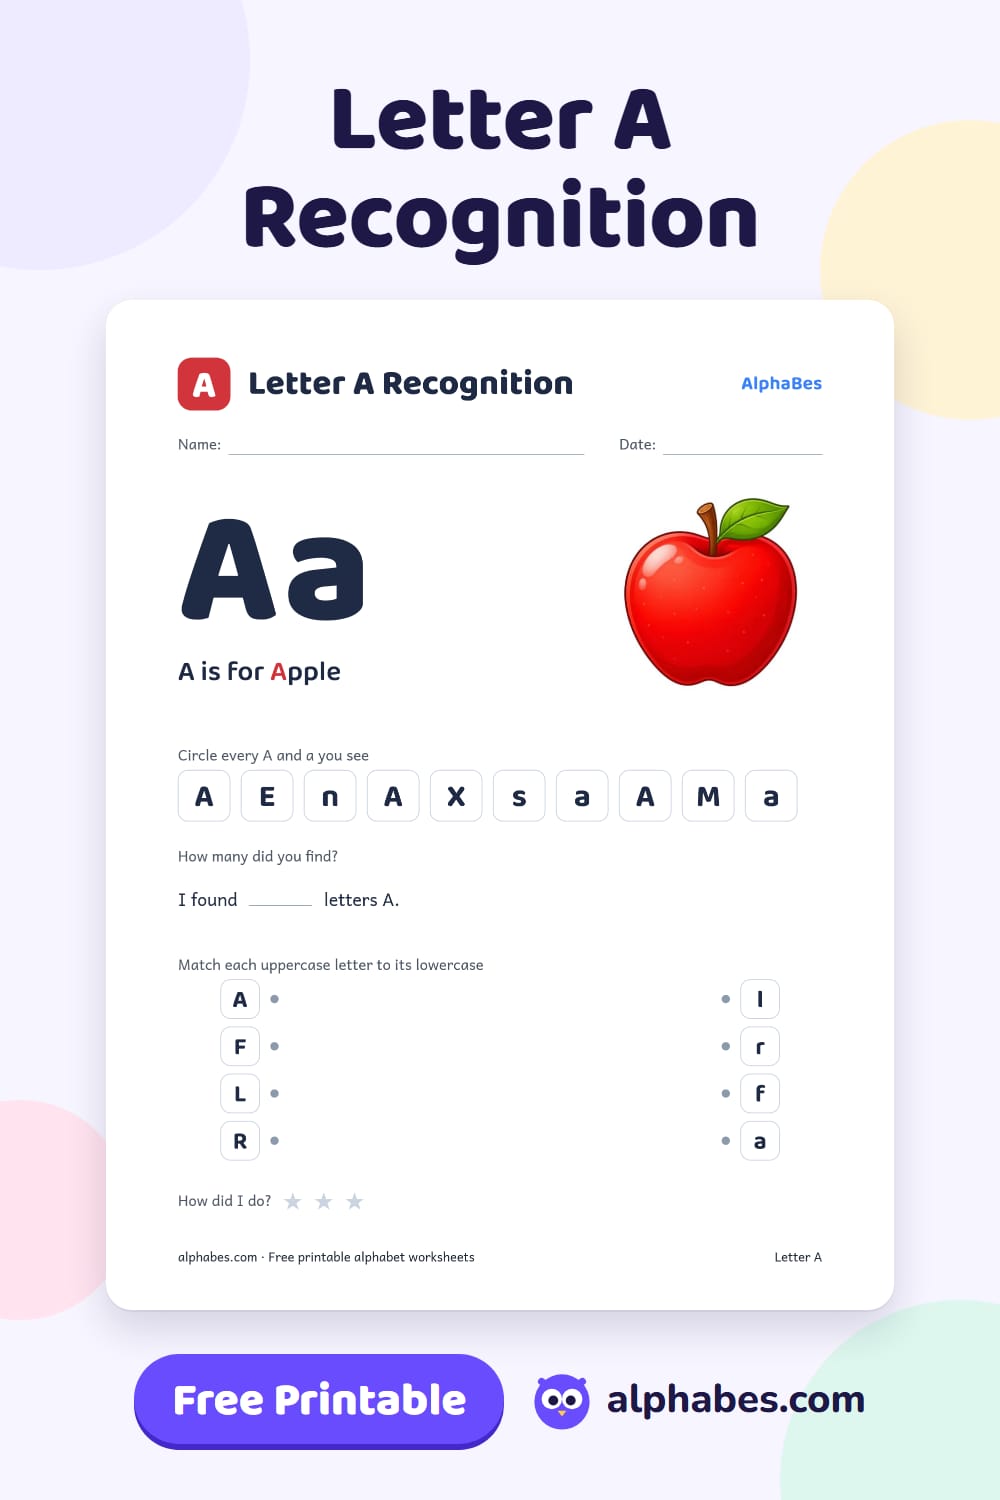 Letter A
Recognition
A Letter A Recognition AlphaBes
Name: Date:
Aa
A is for Apple
Circle every A and a you see
A E n A X s a A M a
How many did you find?
I found ______ letters A.
Match each uppercase letter to its lowercase
A l
F r
L f
R a
How did I do?
alphabes.com · Free printable alphabet worksheets Letter A
Free Printable alphabes.com